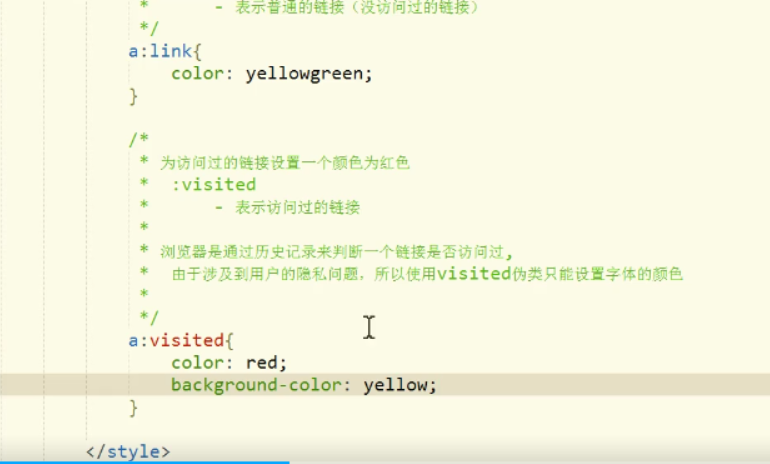 * - 表示普通的链接（没访问过的链接）
*/
a:link{
color: yellowgreen;
}
/*
* 为访问过的链接设置一个颜色为红色
* :visited
* - 表示访问过的链接
*
* 浏览器是通过历史记录来判断一个链接是否访问过,
* 由于涉及到用户的隐私问题，所以使用visited伪类只能设置字体的颜色
*
*/
a:visited{
color: red;
background-color: yellow;
}
</style>